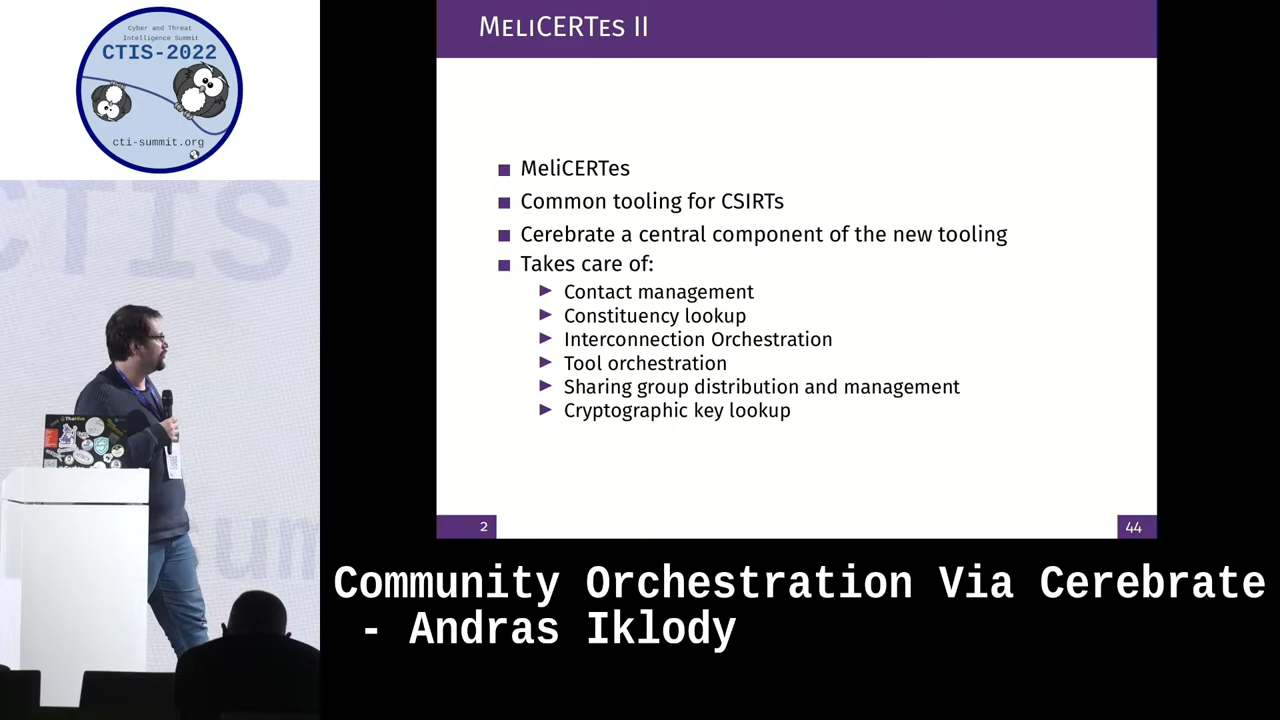 Cyber and Threat
Intelligence Summit
CTIS-2022
cti-summit.org
CTIS
sum
MELICERTES II
MeliCERTes
Common tooling for CSIRTs
Cerebrate a central component of the new tooling
Takes care of:
Contact management
Constituency lookup
Interconnection Orchestration
Tool orchestration
Sharing group distribution and management
Cryptographic key lookup
2
44
Community Orchestration Via Cerebrate
- Andras Iklody